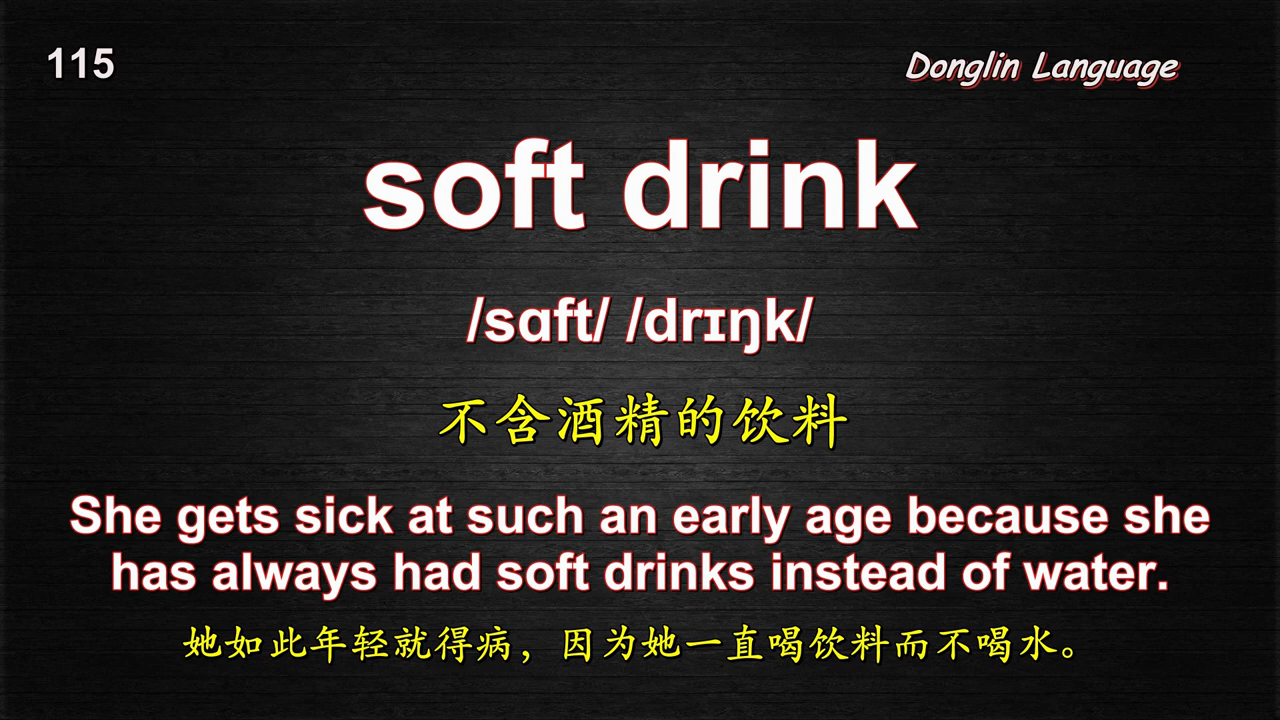 115
Donglin Language
soft drink
/sɑft/ /drɪŋk/
不含酒精的饮料
She gets sick at such an early age because she
has always had soft drinks instead of water.
她如此年轻就得病，因为她一直喝饮料而不喝水。